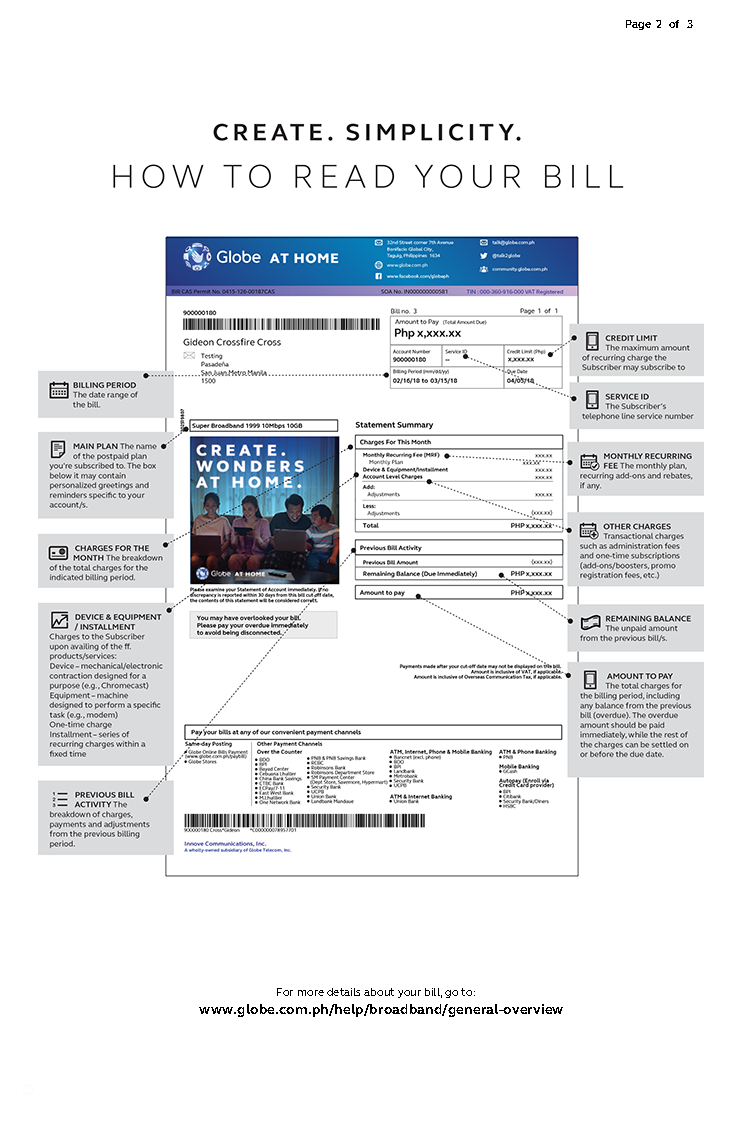 Page 2 of 3
CREATE. SIMPLICITY.
HOW TO READ YOUR BILL
Globe AT HOME
32nd Street corner 7th Avenue
Bonifacio Global City,
Taguig, Philippines 1634
www.globe.com.ph
www.facebook.com/globeph
talk@globe.com.ph
@talk2globe
community.globe.com.ph
BIR CAS Permit No. 0415-126-00187CAS
SOA No. IN000000000581
TIN : 000-360-916-000 VAT Registered
900000180
Gideon Crossfire Cross
Testing
Pasadeña
San Juan Metro Manila
1500
Bill no. 3
Page 1 of 1
Amount to Pay (Total Amount Due)
Php x,xxx.xx
Account Number
900000180
Service ID
--
Credit Limit (Php)
x,xxx.xx
Billing Period (mm/dd/yy)
02/16/18 to 03/15/18
Due Date
04/05/18
CREDIT LIMIT
The maximum amount
of recurring charge the
Subscriber may subscribe to
BILLING PERIOD
The date range of
the bill.
SERVICE ID
The Subscriber's
telephone line service number
MAIN PLAN The name
of the postpaid plan
you're subscribed to. The box
below it may contain
personalized greetings and
reminders specific to your
account/s.
Super Broadband 1999 10Mbps 10GB
CREATE.
WONDERS
AT HOME.
Globe AT HOME
Please examine your Statement of Account immediately. If no
discrepancy is reported within 30 days from this bill cut-off date,
the contents of this statement will be considered correct.
You may have overlooked your bill.
Please pay your overdue immediately
to avoid being disconnected.
Statement Summary
Charges For This Month
Monthly Recurring Fee (MRF) xxx.xx
Monthly Plan xxx.xx
Device & Equipment/Installment xxx.xx
Account Level Charges xxx.xx
Add:
Adjustments xxx.xx
Less:
Adjustments (xxx.xx)
Total PHP x,xxx.xx
Previous Bill Activity
Previous Bill Amount (xxx.xx)
Remaining Balance (Due Immediately) PHP x,xxx.xx
Amount to pay PHP x,xxx.xx
MONTHLY RECURRING
FEE The monthly plan,
recurring add-ons and rebates,
if any.
OTHER CHARGES
Transactional charges
such as administration fees
and one-time subscriptions
(add-ons/boosters, promo
registration fees, etc.)
CHARGES FOR THE
MONTH The breakdown
of the total charges for the
indicated billing period.
DEVICE & EQUIPMENT
/ INSTALLMENT
Charges to the Subscriber
upon availing of the ff.
products/services:
Device – mechanical/electronic
contraction designed for a
purpose (e.g., Chromecast)
Equipment – machine
designed to perform a specific
task (e.g., modem)
One-time charge
Installment – series of
recurring charges within a
fixed time
REMAINING BALANCE
The unpaid amount
from the previous bill/s.
AMOUNT TO PAY
The total charges for
the billing period, including
any balance from the previous
bill (overdue). The overdue
amount should be paid
immediately, while the rest of
the charges can be settled on
or before the due date.
Payments made after your cut-off date may not be displayed on this bill.
Amount is inclusive of VAT, if applicable.
Amount is inclusive of Overseas Communication Tax, if applicable.
PREVIOUS BILL
ACTIVITY The
breakdown of charges,
payments and adjustments
from the previous billing
period.
Pay your bills at any of our convenient payment channels
Same-day Posting
Globe Online Bills Payment
(www.globe.com.ph/paybill)
Globe Stores
Other Payment Channels
Over the Counter
BDO
BPI
Bayad Center
Cebuana Lhuillier
China Bank Savings
CTBC Bank
ECPay/7-11
East West Bank
M.Lhuillier
One Network Bank
PNB & PNB Savings Bank
RCBC
Robinsons Bank
Robinsons Department Store
SM Payment Center
(Dept. Store, Savemore, Hypermart)
Security Bank
UCPB
Union Bank
Landbank Mandaue
ATM, Internet, Phone & Mobile Banking
Bancnet (incl. phone)
BDO
BPI
Landbank
Metrobank
Security Bank
UCPB
ATM & Internet Banking
Union Bank
ATM & Phone Banking
PNB
Mobile Banking
GCash
Autopay (Enroll via
Credit Card provider)
BPI
Citibank
Security Bank/Diners
HSBC
900000180 Cross*Gideon *C000000078957701
Innove Communications, Inc.
A wholly-owned subsidiary of Globe Telecom, Inc.
For more details about your bill, go to:
www.globe.com.ph/help/broadband/general-overview